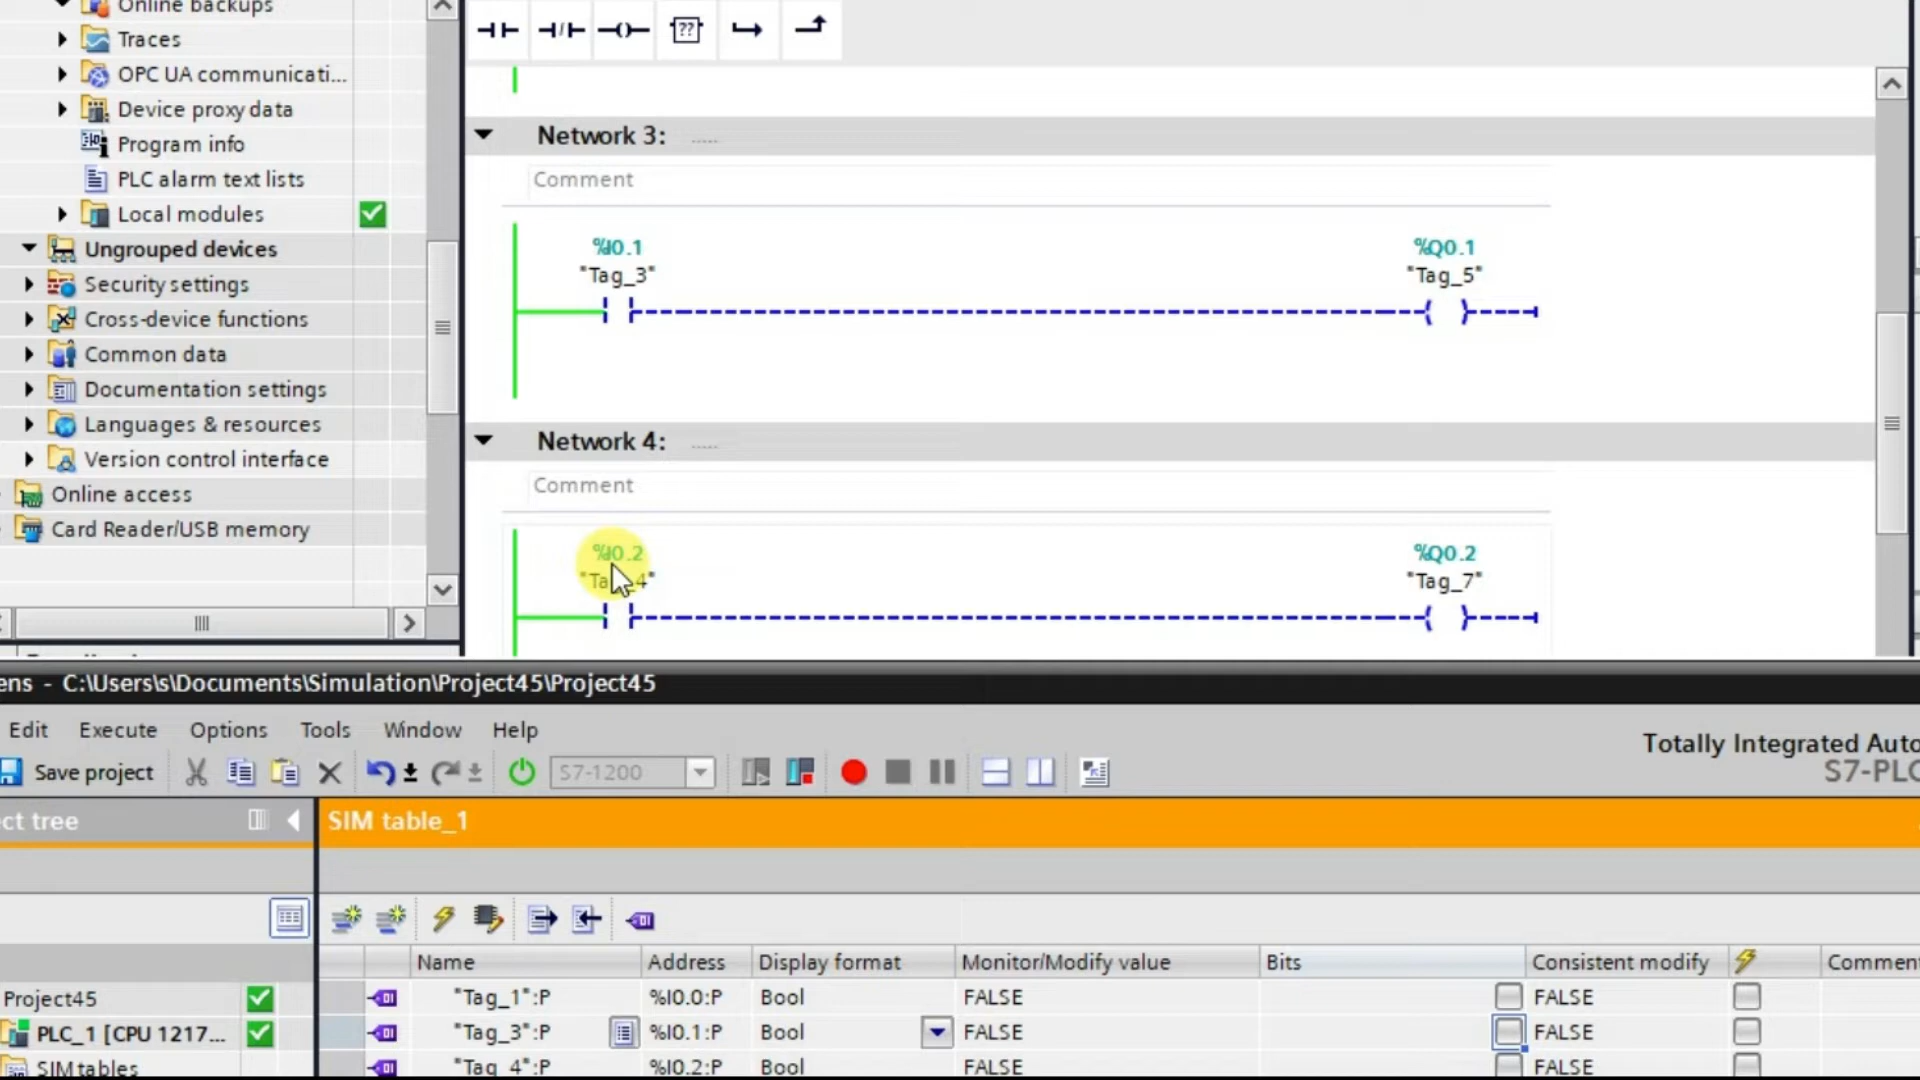 Online backups
Traces
OPC UA communicati...
Device proxy data
Program info
PLC alarm text lists
Local modules
Ungrouped devices
Security settings
Cross-device functions
Common data
Documentation settings
Languages & resources
Version control interface
Online access
Card Reader/USB memory
??
Network 3: .....
Comment
%I0.1 %Q0.1
"Tag_3" "Tag_5"
Network 4: .....
Comment
%I0.2 %Q0.2
"Tag_4" "Tag_7"
ens - C:\Users\s\Documents\Simulation\Project45\Project45
Edit Execute Options Tools Window Help
Totally Integrated Auto
Save project S7-1200 S7-PLC
ect tree SIM table_1
Name Address Display format Monitor/Modify value Bits Consistent modify Commen
Project45 "Tag_1":P %I0.0:P Bool FALSE FALSE
PLC_1 [CPU 1217... "Tag_3":P %I0.1:P Bool FALSE FALSE
SIM tables "Tag_4":P %I0.2:P Bool FALSE FALSE